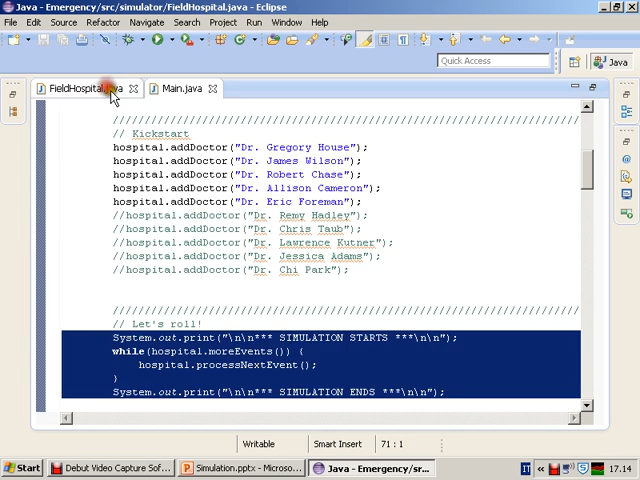 Java - Emergency/src/simulator/FieldHospital.java - Eclipse
File Edit Source Refactor Navigate Search Project Run Window Help
Quick Access
Java
FieldHospital.java Main.java
////////////////////////////////////////////////////////////////////////
// Kickstart
hospital.addDoctor("Dr. Gregory House");
hospital.addDoctor("Dr. James Wilson");
hospital.addDoctor("Dr. Robert Chase");
hospital.addDoctor("Dr. Allison Cameron");
hospital.addDoctor("Dr. Eric Foreman");
//hospital.addDoctor("Dr. Remy Hadley");
//hospital.addDoctor("Dr. Chris Taub");
//hospital.addDoctor("Dr. Lawrence Kutner");
//hospital.addDoctor("Dr. Jessica Adams");
//hospital.addDoctor("Dr. Chi Park");
////////////////////////////////////////////////////////////////////////
// Let's roll!
System.out.print("\n\n*** SIMULATION STARTS ***\n\n");
while(hospital.moreEvents()) {
hospital.processNextEvent();
}
System.out.print("\n\n*** SIMULATION ENDS ***\n\n");
Writable Smart Insert 71 : 1
Start Debut Video Capture Sof... Simulation.pptx - Microso... Java - Emergency/sr... IT 17.14